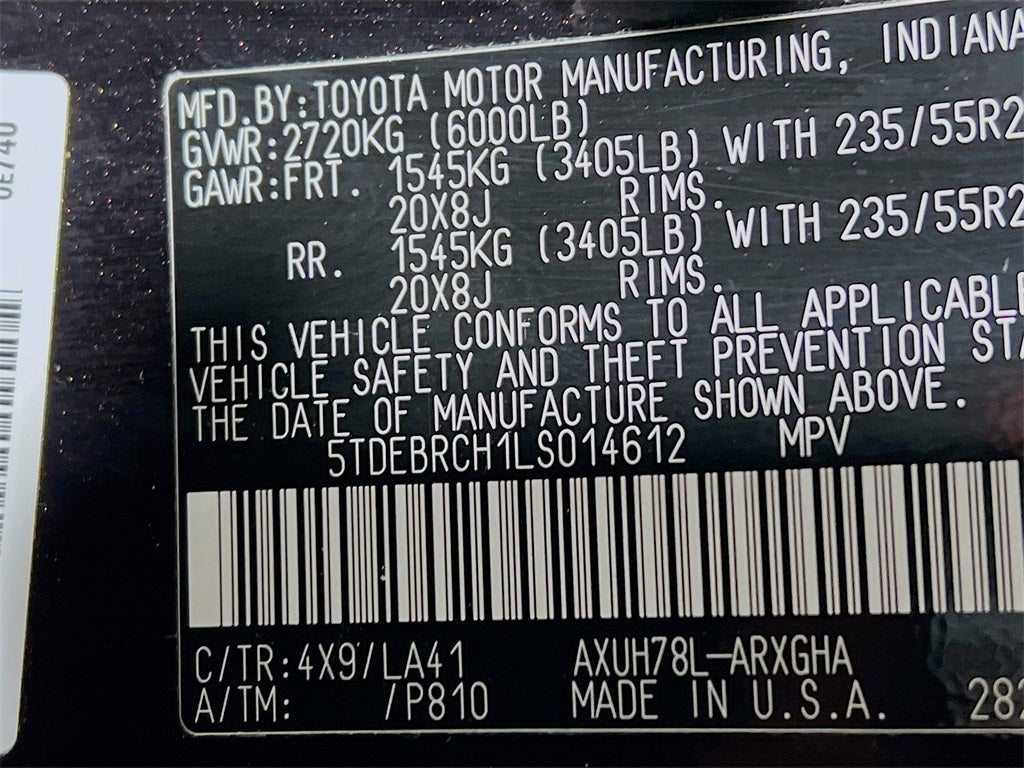 MFD.BY:TOYOTA MOTOR MANUFACTURING, INDIANA
GVWR:2720KG (6000LB)
GAWR:FRT. 1545KG (3405LB) WITH 235/55R2
20X8J RIMS.
RR. 1545KG (3405LB) WITH 235/55R2
20X8J RIMS.
THIS VEHICLE CONFORMS TO ALL APPLICABLE
VEHICLE SAFETY AND THEFT PREVENTION STA
THE DATE OF MANUFACTURE SHOWN ABOVE.
5TDEBRCH1LS014612 MPV
C/TR:4X9/LA41 AXUH78L-ARXGHA
A/TM: /P810 MADE IN U.S.A. 282
0E740